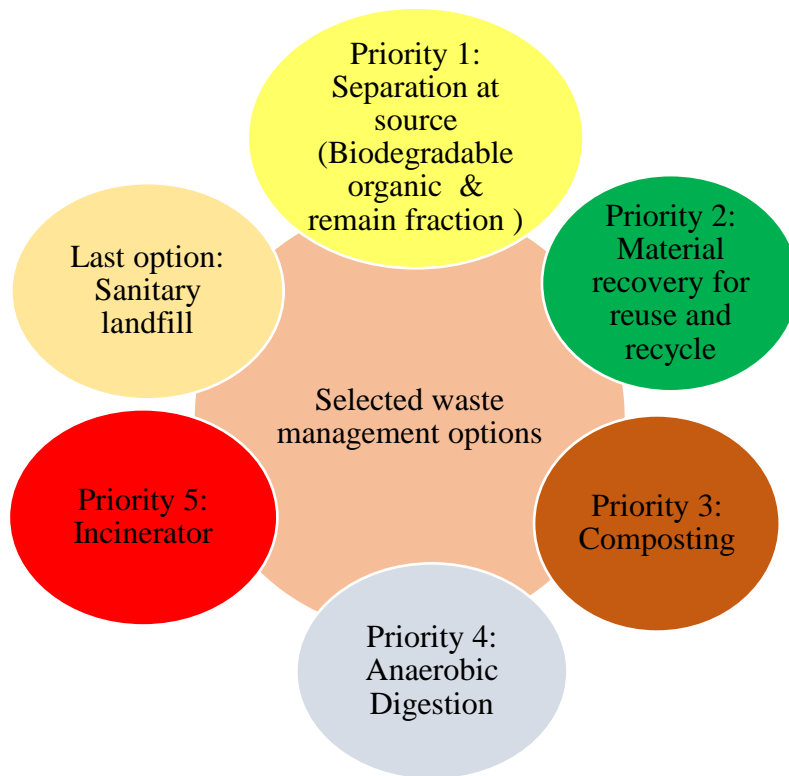 Priority 1:
Separation at
source
(Biodegradable
organic &
remain fraction )
Priority 2:
Material
recovery for
reuse and
recycle
Priority 3:
Composting
Priority 4:
Anaerobic
Digestion
Priority 5:
Incinerator
Last option:
Sanitary
landfill
Selected waste
management options